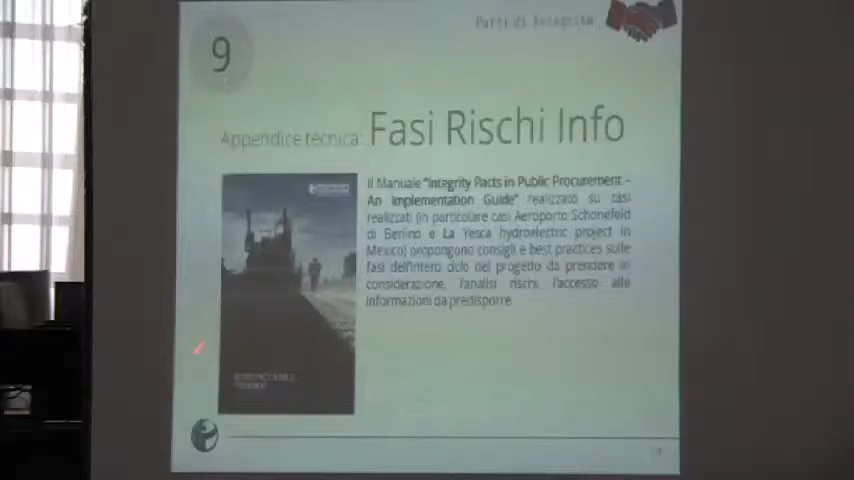 Patti di Integrità
9
Appendice tecnica: Fasi Rischi Info
Il Manuale "Integrity Pacts in Public Procurement –
An Implementation Guide" realizzato su casi
realizzati (in particolare casi Aeroporto Schonefeld
di Berlino e La Yesca hydroelectric project in
Mexico) propongono consigli e best practices sulle
fasi dell'intero ciclo del progetto da prendere in
considerazione, l'analisi rischi, l'accesso alle
informazioni da predisporre